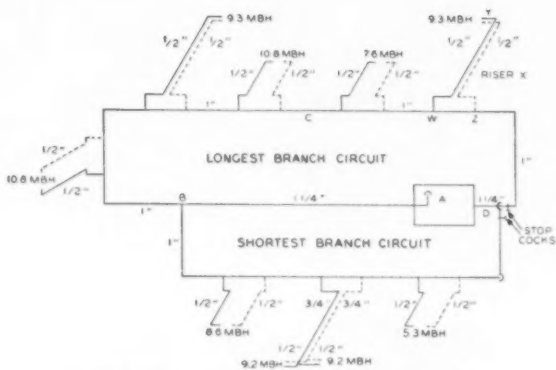 9.3 MBH
9.3 MBH
Y
1/2" 1/2"
10.8 MBH
7.6 MBH
1/2" 1/2"
1/2" 1/2"
1/2" 1/2"
RISER X
1"
C
1"
W
Z
1/2"
LONGEST BRANCH CIRCUIT
1"
10.8 MBH
1/2"
A
1"
B
1 1/4"
1 1/4"
D
STOP COCKS
1"
SHORTEST BRANCH CIRCUIT
1/2" 1/2"
3/4" 3/4"
1/2" 1/2"
8.6 MBH
1/2" 1/2"
5.3 MBH
9.2 MBH
9.2 MBH